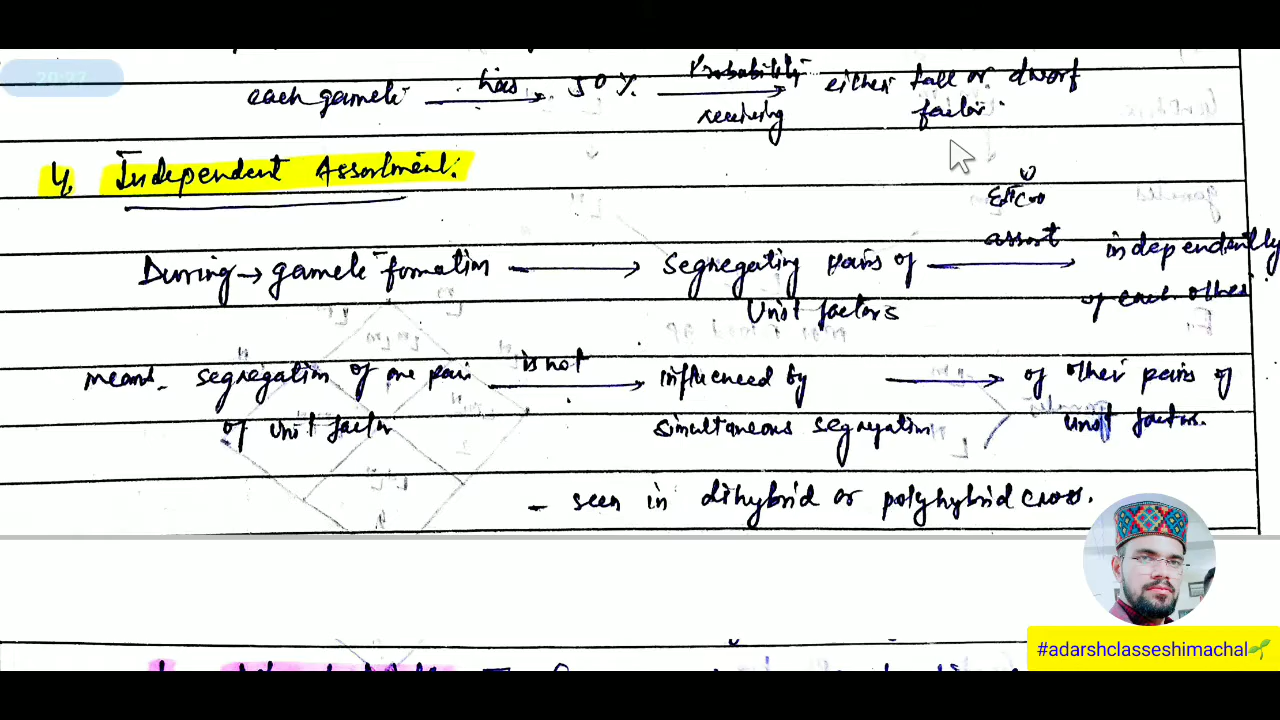 20:27
each gamete has 50% Probability receiving either tall or dwarf factor.
4. Independent Assortment:
During → gamete formation → Segregating pairs of Unit factors assort → independently of each other.
means. segregation of one pair of unit factor is not → influenced by simultaneous segregation → of other pairs of unit factors.
- seen in dihybrid or polyhybrid cross.
#adarshclasseshimachal🌱